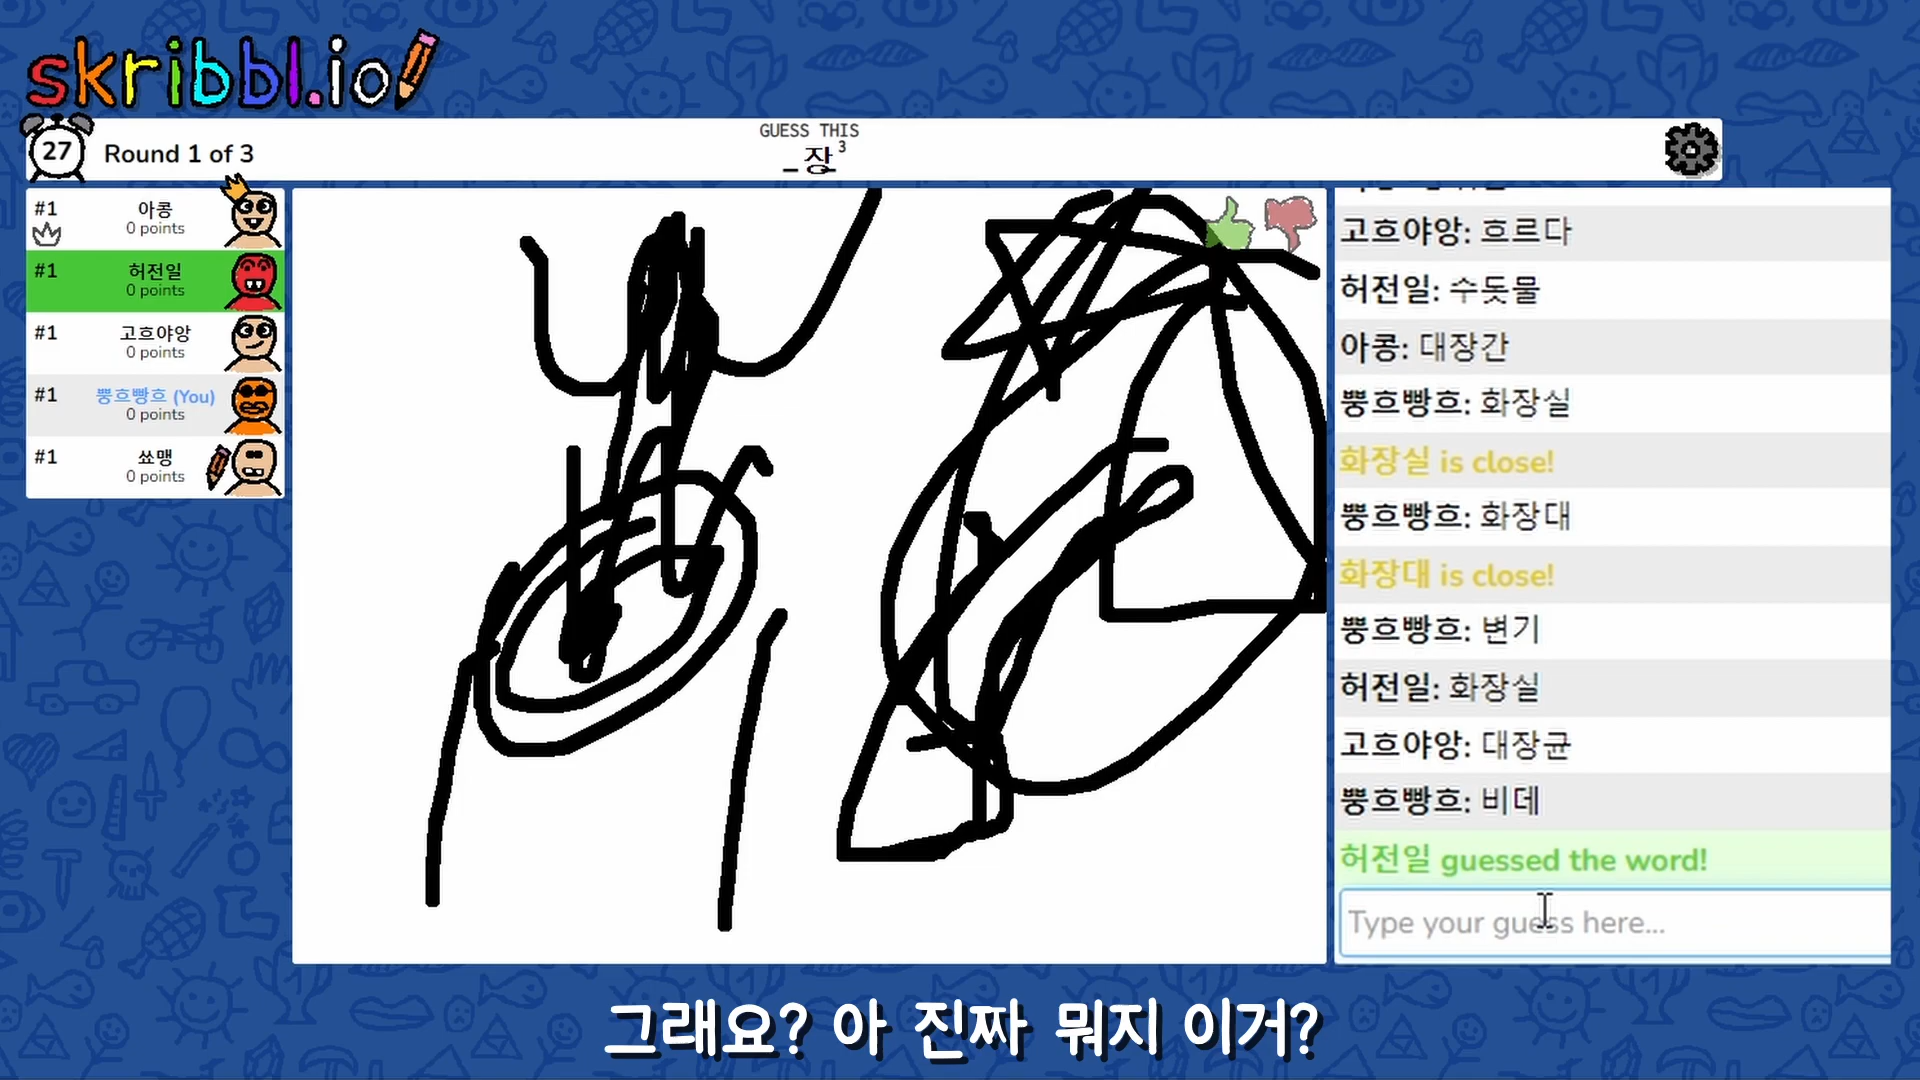 skribbl.io
27
Round 1 of 3
GUESS THIS
_장_ 3
#1 아콩
0 points
#1 허전일
0 points
#1 고흐야앙
0 points
#1 뿡흐빵흐 (You)
0 points
#1 쑈맹
0 points
고흐야앙: 흐르다
허전일: 수돗물
아콩: 대장간
뿡흐빵흐: 화장실
화장실 is close!
뿡흐빵흐: 화장대
화장대 is close!
뿡흐빵흐: 변기
허전일: 화장실
고흐야앙: 대장균
뿡흐빵흐: 비데
허전일 guessed the word!
Type your guess here...
그래요? 아 진짜 뭐지 이거?